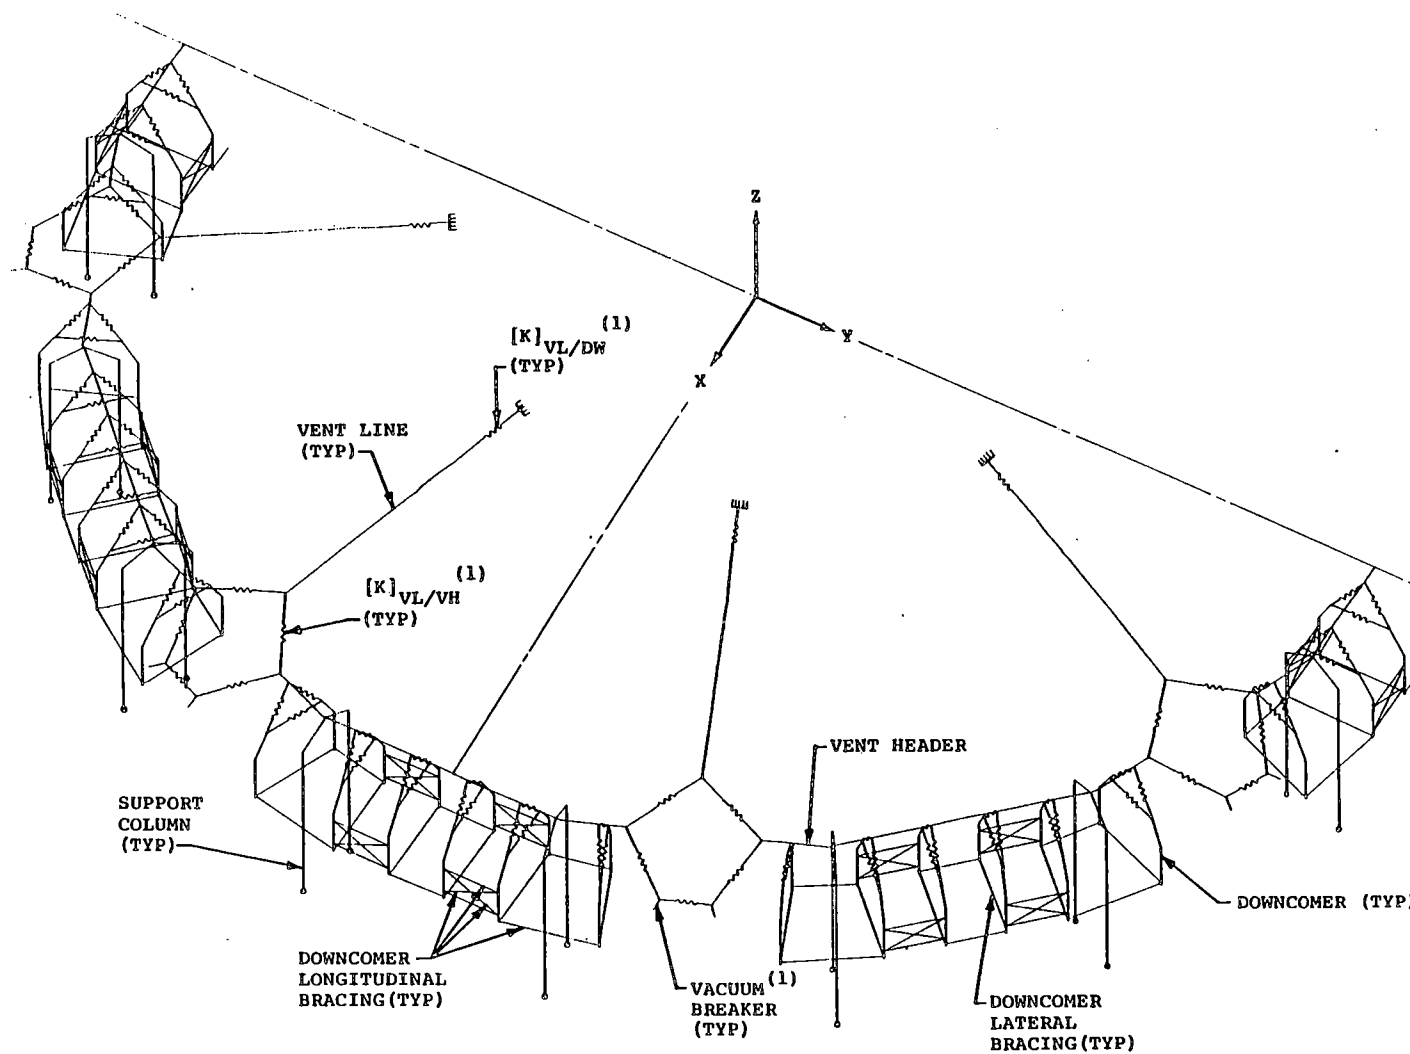 Z
Y
X
[K]VL/DW(1)
(TYP)
VENT LINE
(TYP)
[K]VL/VH(1)
(TYP)
VENT HEADER
SUPPORT
COLUMN
(TYP)
DOWNCOMER (TYP)
DOWNCOMER
LONGITUDINAL
BRACING(TYP)
VACUUM(1)
BREAKER
(TYP)
DOWNCOMER
LATERAL
BRACING(TYP)